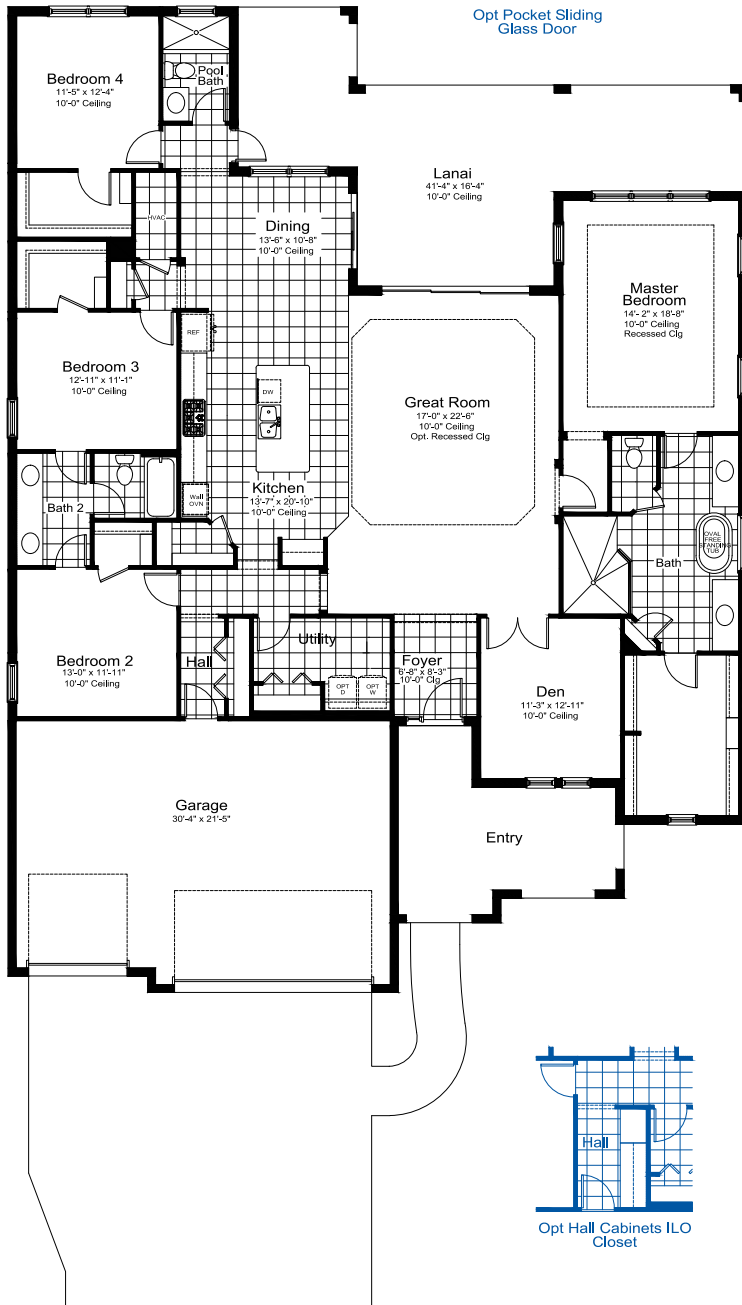 Opt Pocket Sliding
Glass Door
Bedroom 4
11'-5" x 12'-4"
10'-0" Ceiling
Pool
Bath
Lanai
41'-4" x 16'-4"
10'-0" Ceiling
HVAC
Dining
13'-6" x 10'-8"
10'-0" Ceiling
Master
Bedroom
14'- 2" x 18'-8"
10'-0" Ceiling
Recessed Clg
REF
Bedroom 3
12'-11" x 11'-1"
10'-0" Ceiling
DW
Great Room
17'-0" x 22'-6"
10'-0" Ceiling
Opt. Recessed Clg
Kitchen
13'-7" x 20'-10"
10'-0" Ceiling
Wall
OVN
Bath 2
OVAL
FREE
STANDING
TUB
Bath
Bedroom 2
13'-0" x 11'-11"
10'-0" Ceiling
Hall
Utility
OPT
D
OPT
W
Foyer
6'-8" x 8'-3"
10'-0" Clg
Den
11'-3" x 12'-11"
10'-0" Ceiling
Garage
30'-4" x 21'-5"
Entry
Hall
Opt Hall Cabinets ILO
Closet